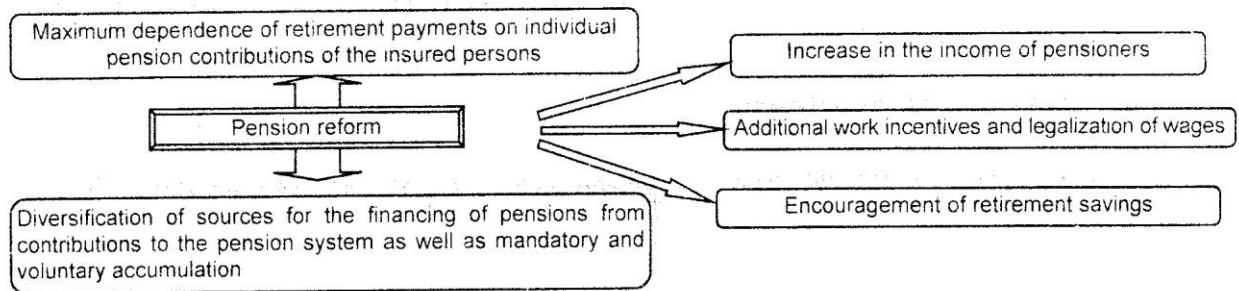 Maximum dependence of retirement payments on individual
pension contributions of the insured persons
Pension reform
Diversification of sources for the financing of pensions from
contributions to the pension system as well as mandatory and
voluntary accumulation
Increase in the income of pensioners
Additional work incentives and legalization of wages
Encouragement of retirement savings